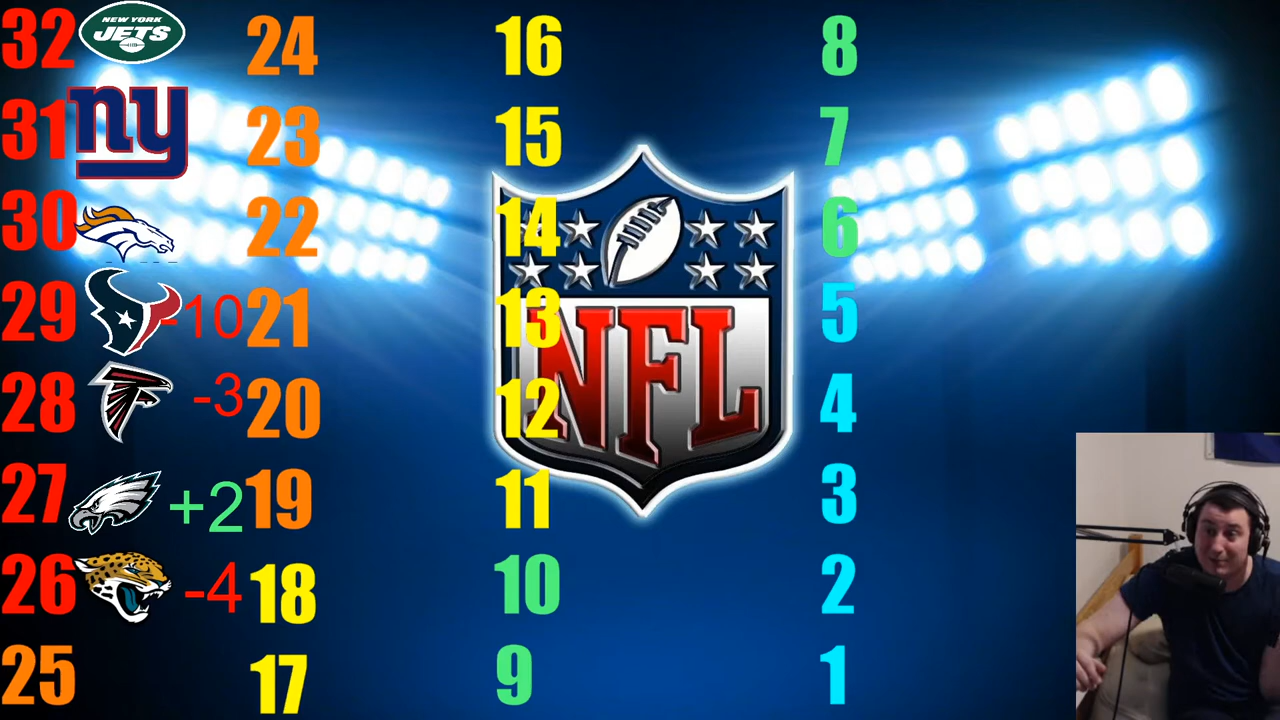 32 NEW YORK JETS 24 16 8
31 ny 23 15 7
30 22 14 6
29 -10 21 13 5
28 -3 20 12 4
27 +2 19 11 3
26 -4 18 10 2
25 17 9 1
NFL